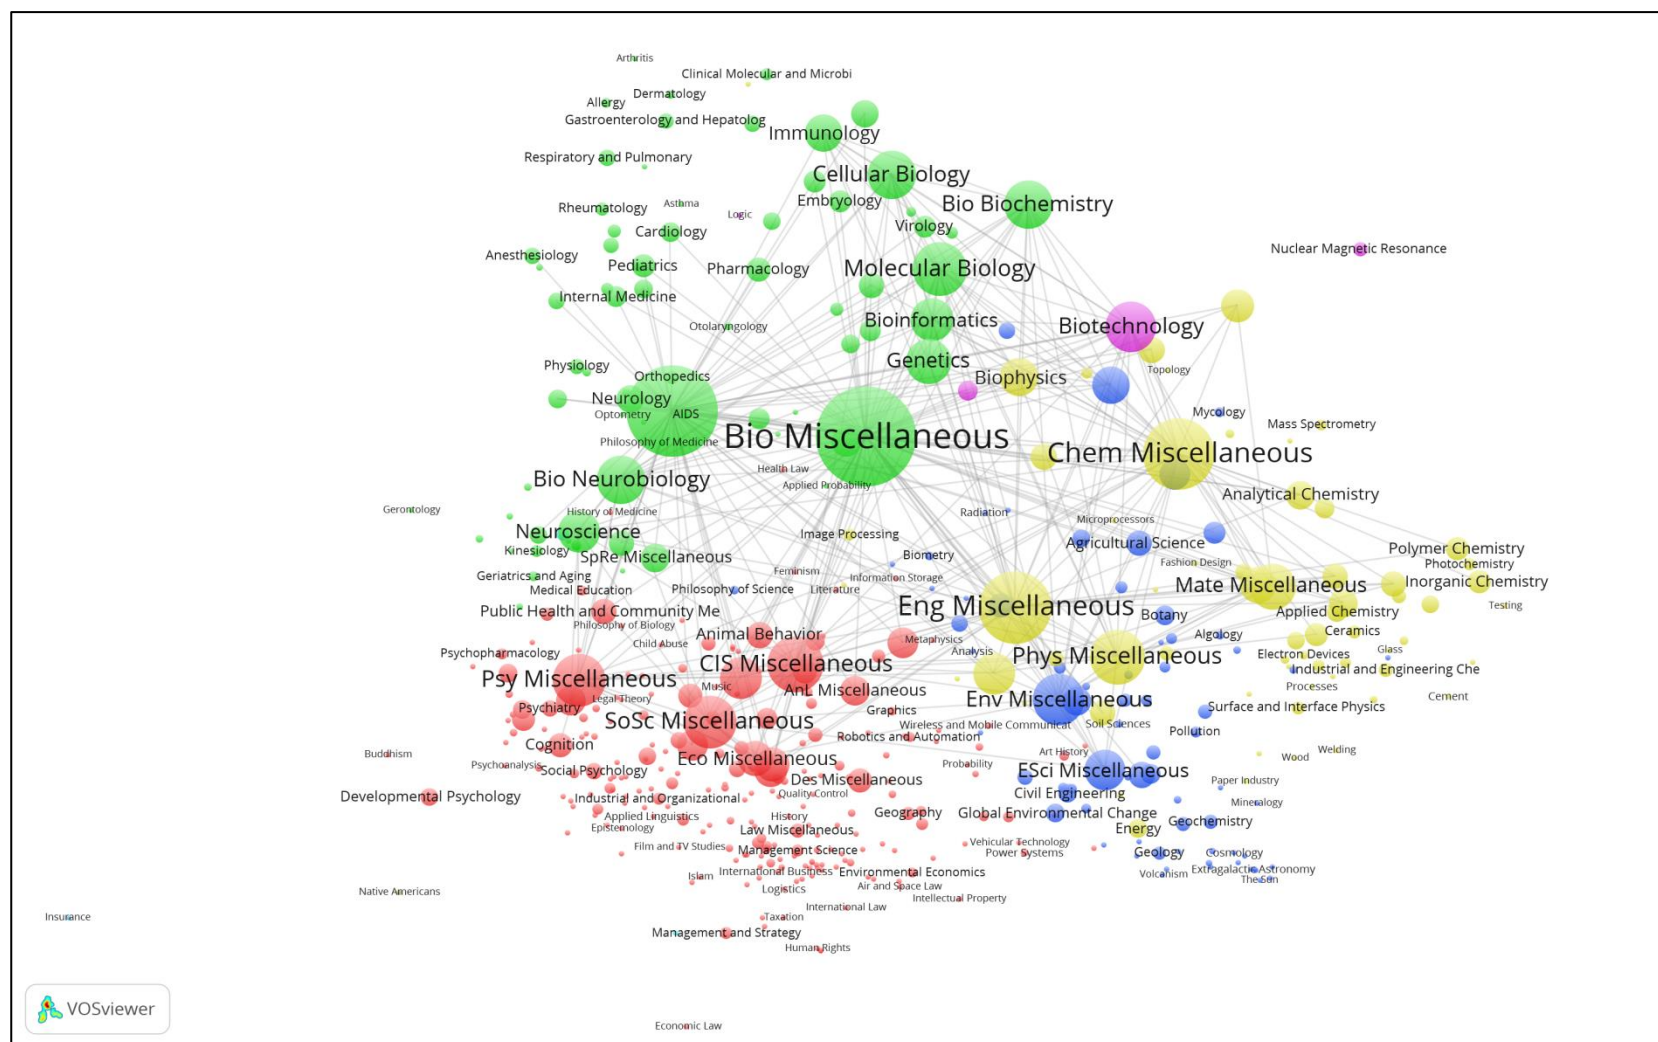 Arthritis
Clinical Molecular and Microbi
Dermatology
Allergy
Gastroenterology and Hepatolog
Immunology
Respiratory and Pulmonary
Cellular Biology
Embryology
Bio Biochemistry
Asthma
Rheumatology
Logic
Virology
Cardiology
Nuclear Magnetic Resonance
Anesthesiology
Pediatrics
Pharmacology
Molecular Biology
Internal Medicine
Otolaryngology
Bioinformatics
Biotechnology
Genetics
Physiology
Orthopedics
Biophysics
Topology
Neurology
Optometry
AIDS
Mycology
Mass Spectrometry
Philosophy of Medicine
Bio Miscellaneous
Chem Miscellaneous
Health Law
Bio Neurobiology
Applied Probability
Analytical Chemistry
Gerontology
History of Medicine
Radiation
Microprocessors
Neuroscience
Image Processing
Agricultural Science
Kinesiology
SpRe Miscellaneous
Biometry
Polymer Chemistry
Fashion Design
Photochemistry
Geriatrics and Aging
Feminism
Information Storage
Medical Education
Philosophy of Science
Literature
Mate Miscellaneous
Inorganic Chemistry
Public Health and Community Me
Eng Miscellaneous
Testing
Philosophy of Biology
Botany
Applied Chemistry
Child Abuse
Animal Behavior
Metaphysics
Algology
Ceramics
Psychopharmacology
Analysis
Phys Miscellaneous
Electron Devices
Glass
CIS Miscellaneous
Industrial and Engineering Che
Psy Miscellaneous
Music
AnL Miscellaneous
Processes
Legal Theory
Env Miscellaneous
Cement
Psychiatry
Graphics
Surface and Interface Physics
SoSc Miscellaneous
Wireless and Mobile Communicat
Soil Sciences
Pollution
Cognition
Robotics and Automation
Buddhism
Art History
Welding
Eco Miscellaneous
Wood
Psychoanalysis
Social Psychology
Probability
ESci Miscellaneous
Des Miscellaneous
Paper Industry
Developmental Psychology
Industrial and Organizational
Quality Control
Civil Engineering
Mineralogy
Applied Linguistics
History
Geography
Global Environmental Change
Geochemistry
Epistemology
Law Miscellaneous
Energy
Film and TV Studies
Management Science
Vehicular Technology
Power Systems
Geology
Cosmology
International Business
Environmental Economics
Volcanism
Extragalactic Astronomy
Islam
The Sun
Native Americans
Logistics
Air and Space Law
Intellectual Property
International Law
Insurance
Taxation
Management and Strategy
Human Rights
VOSviewer
Economic Law